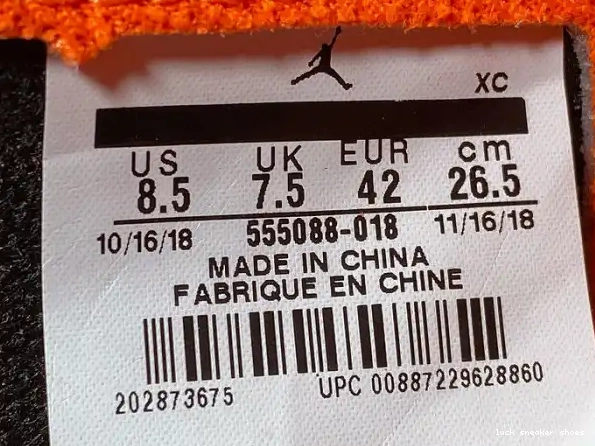 XC
US UK EUR cm
8.5 7.5 42 26.5
10/16/18 555088-018 11/16/18
MADE IN CHINA
FABRIQUE EN CHINE
202873675 UPC 00887229628860
luck sneaker shoes